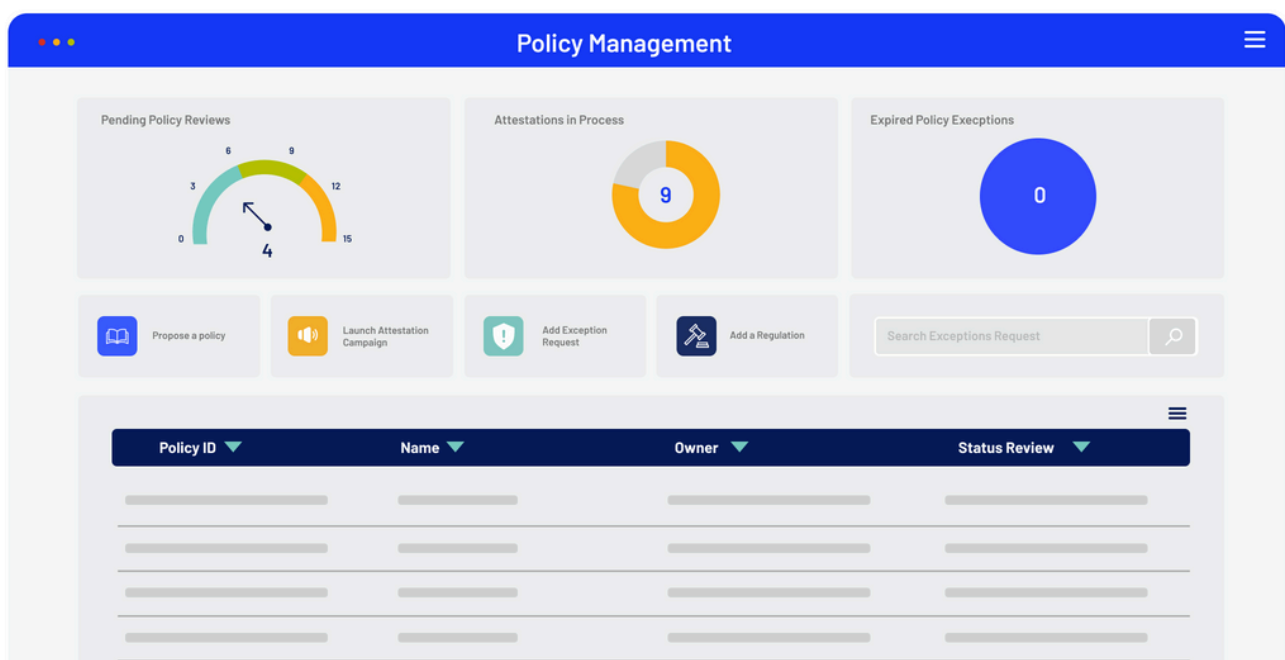 Policy Management
Pending Policy Reviews
0
3
6
9
12
15
4
Attestations in Process
9
Expired Policy Execptions
0
Propose a policy
Launch Attestation
Campaign
Add Exception
Request
Add a Regulation
Search Exceptions Request
Policy ID Name Owner Status Review